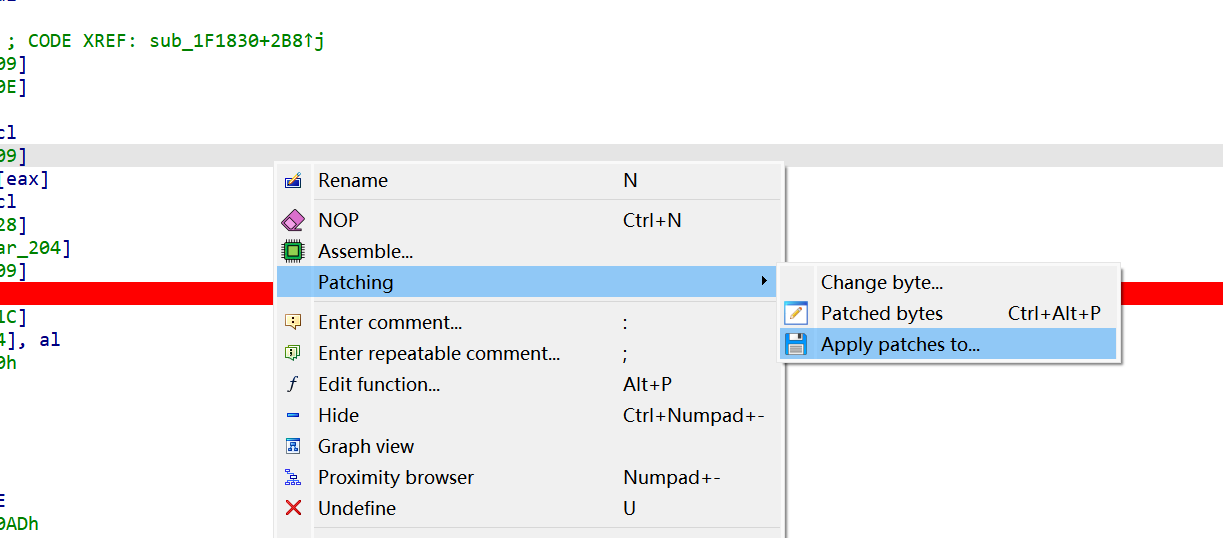 ; CODE XREF: sub_1F1830+2B8↑j
09]
0E]
cl
09]
[eax]
cl
28]
ar_204]
09]
1C]
4], al
0h
E
0ADh
Rename N
NOP Ctrl+N
Assemble...
Patching
Enter comment... :
Enter repeatable comment... ;
Edit function... Alt+P
Hide Ctrl+Numpad+-
Graph view
Proximity browser Numpad+-
Undefine U
Change byte...
Patched bytes Ctrl+Alt+P
Apply patches to...